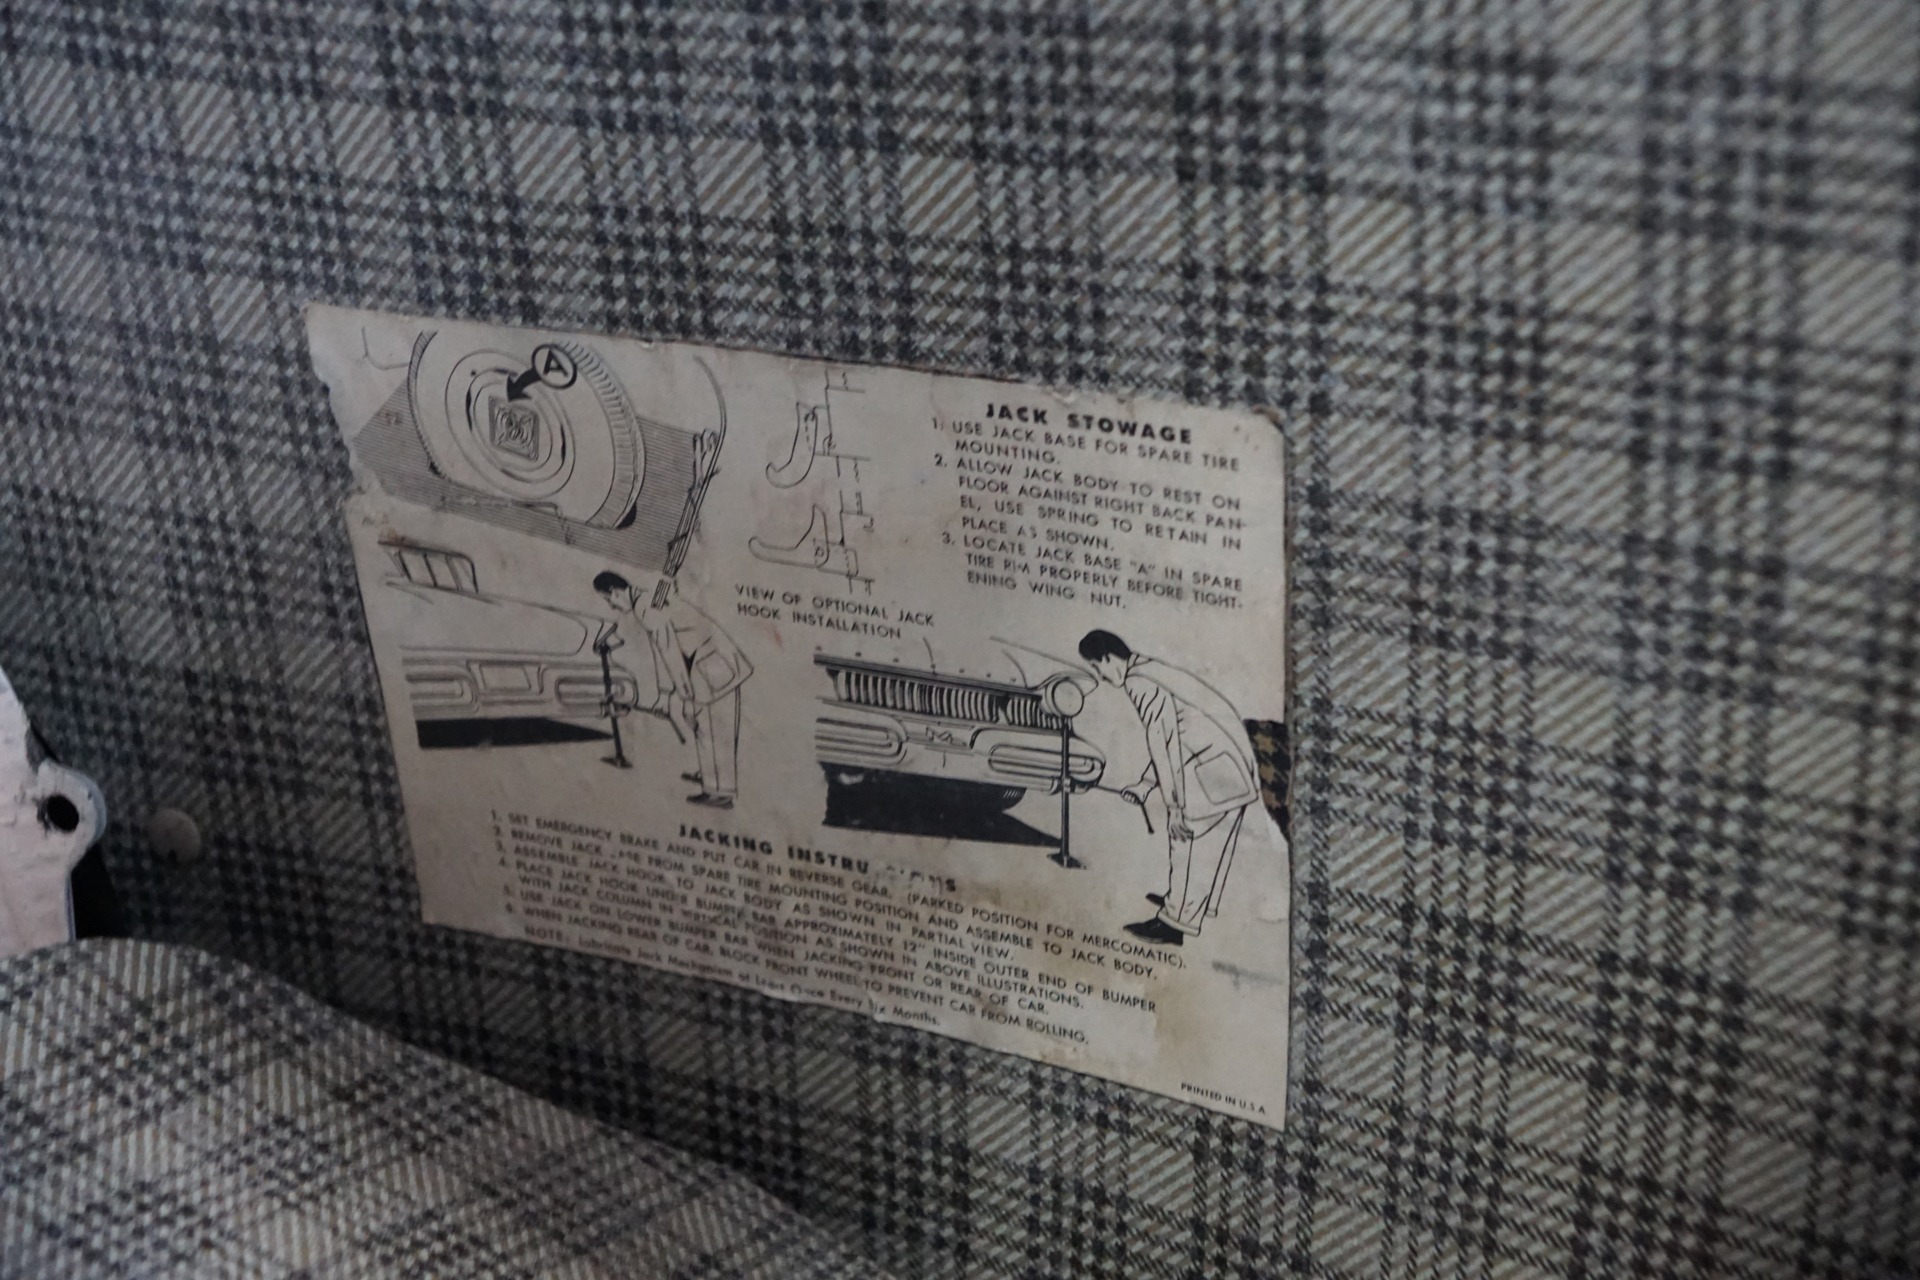 A
JACK STOWAGE
1. USE JACK BASE FOR SPARE TIRE
MOUNTING.
2. ALLOW JACK BODY TO REST ON
FLOOR AGAINST RIGHT BACK PAN-
EL, USE SPRING TO RETAIN IN
PLACE AS SHOWN.
3. LOCATE JACK BASE "A" IN SPARE
TIRE RIM PROPERLY BEFORE TIGHT-
ENING WING NUT.
VIEW OF OPTIONAL JACK
HOOK INSTALLATION
M
JACKING INSTRU
1. SET EMERGENCY BRAKE AND PUT CAR IN REVERSE GEAR. (PARKED POSITION FOR MERCOMATIC).
2. REMOVE JACK FROM SPARE TIRE MOUNTING POSITION AND ASSEMBLE TO JACK BODY.
3. ASSEMBLE JACK HOOK TO JACK BODY AS SHOWN IN PARTIAL VIEW.
4. PLACE JACK HOOK UNDER BUMPER BAR APPROXIMATELY 12" INSIDE OUTER END OF BUMPER
WITH JACK COLUMN IN VERTICAL POSITION AS SHOWN IN ABOVE ILLUSTRATIONS.
5. USE JACK ON LOWER BUMPER BAR WHEN JACKING FRONT OR REAR OF CAR.
6. WHEN JACKING REAR OF CAR, BLOCK FRONT WHEEL TO PREVENT CAR FROM ROLLING.
NOTE: Lubricate Jack Mechanism at Least Once Every Six Months.
PRINTED IN U.S.A.